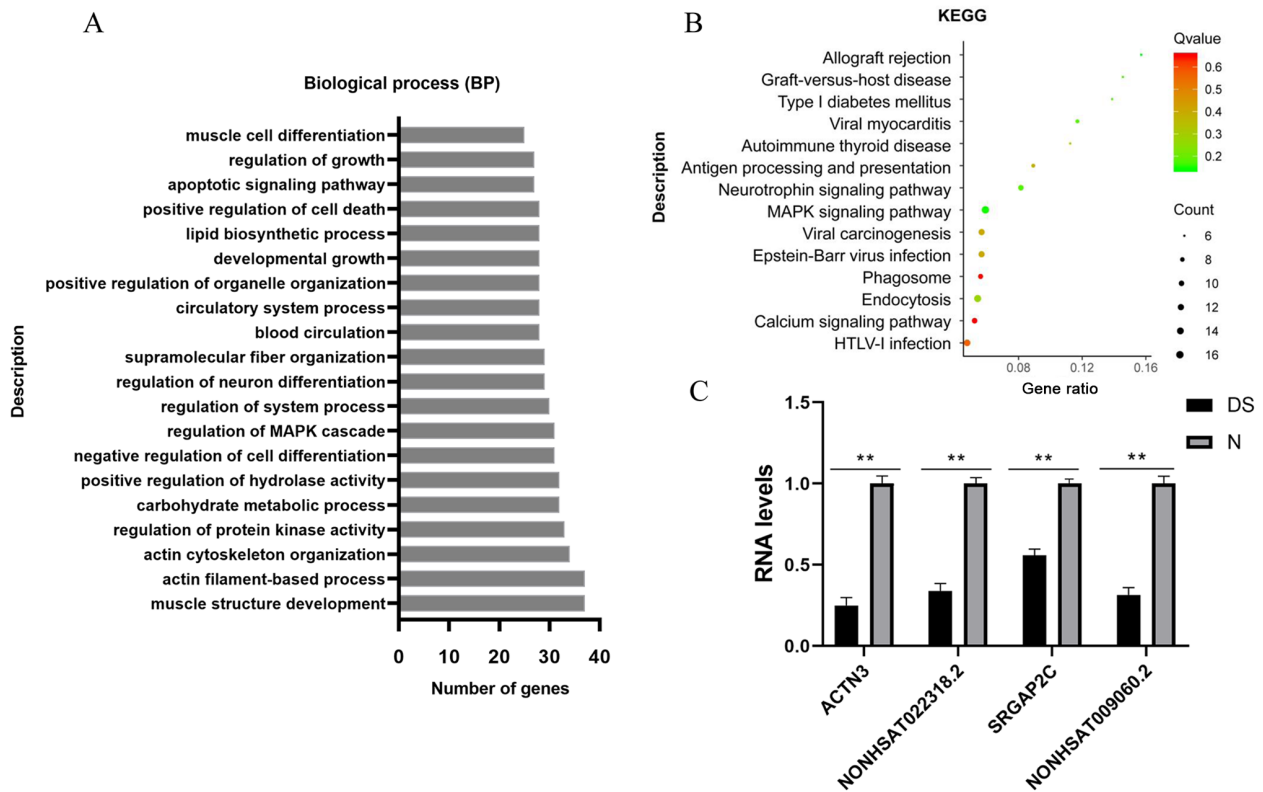 A
Biological process (BP)
Description
muscle cell differentiation
regulation of growth
apoptotic signaling pathway
positive regulation of cell death
lipid biosynthetic process
developmental growth
positive regulation of organelle organization
circulatory system process
blood circulation
supramolecular fiber organization
regulation of neuron differentiation
regulation of system process
regulation of MAPK cascade
negative regulation of cell differentiation
positive regulation of hydrolase activity
carbohydrate metabolic process
regulation of protein kinase activity
actin cytoskeleton organization
actin filament-based process
muscle structure development
0 10 20 30 40
Number of genes
B
KEGG
Description
Allograft rejection
Graft-versus-host disease
Type I diabetes mellitus
Viral myocarditis
Autoimmune thyroid disease
Antigen processing and presentation
Neurotrophin signaling pathway
MAPK signaling pathway
Viral carcinogenesis
Epstein-Barr virus infection
Phagosome
Endocytosis
Calcium signaling pathway
HTLV-I infection
0.08 0.12 0.16
Gene ratio
Qvalue
0.6
0.5
0.4
0.3
0.2
Count
6
8
10
12
14
16
C
RNA levels
1.5
1.0
0.5
0.0
** ** ** **
ACTN3
NONHSAT022318.2
SRGAP2C
NONHSAT009060.2
DS
N